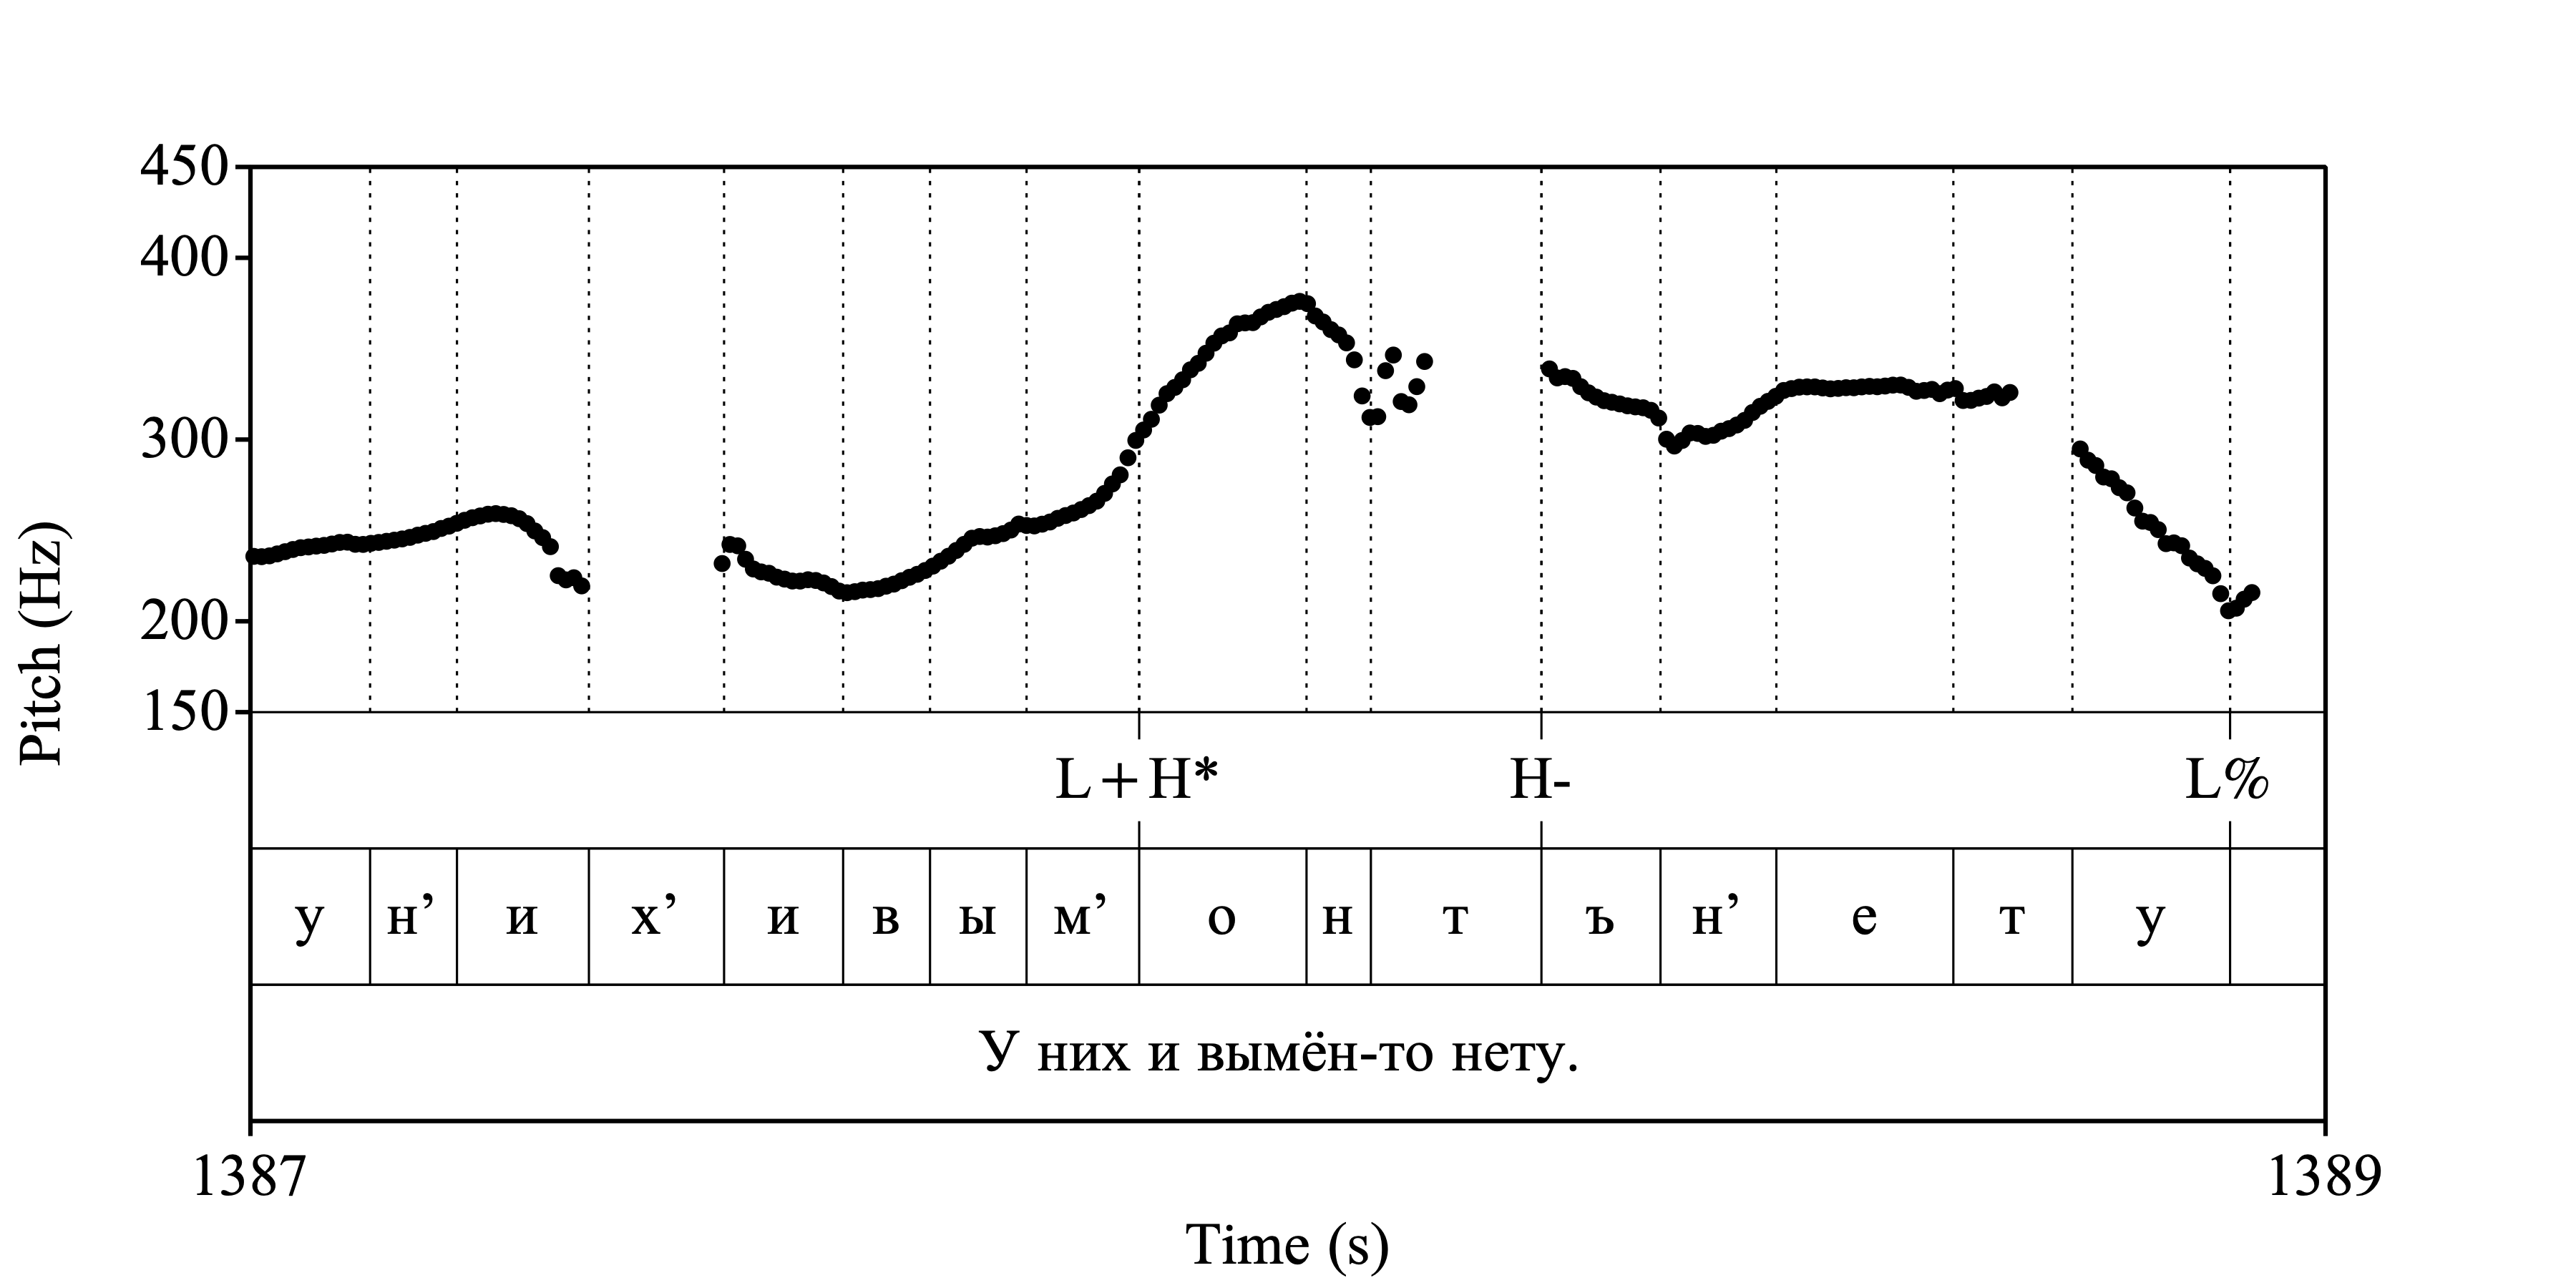 450
400
300
200
150
Pitch (Hz)
L+H* H- L%
у н’ и х’ и в ы м’ о н т ъ н’ е т у
У них и вымён-то нету.
1387 1389
Time (s)